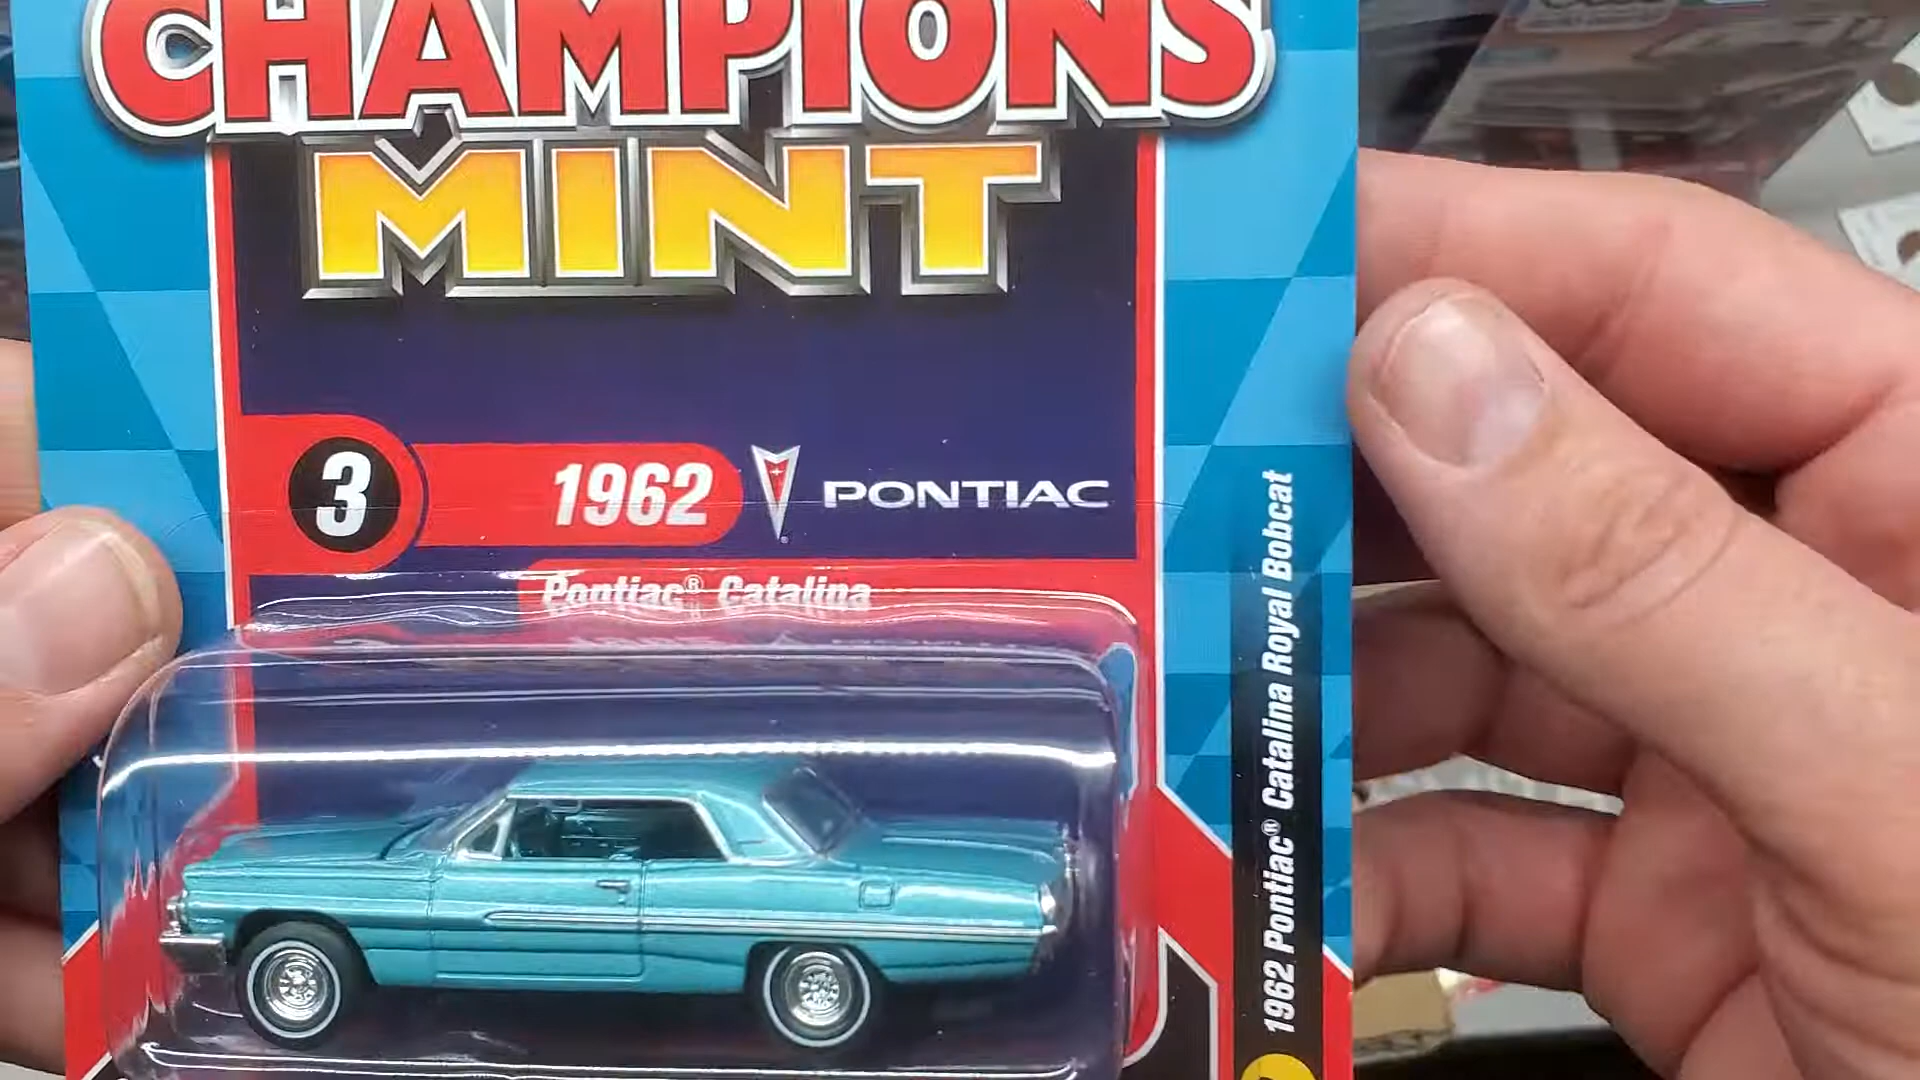 CHAMPIONS
MINT
3
1962
PONTIAC
Pontiac® Catalina
1962 Pontiac® Catalina Royal Bobcat